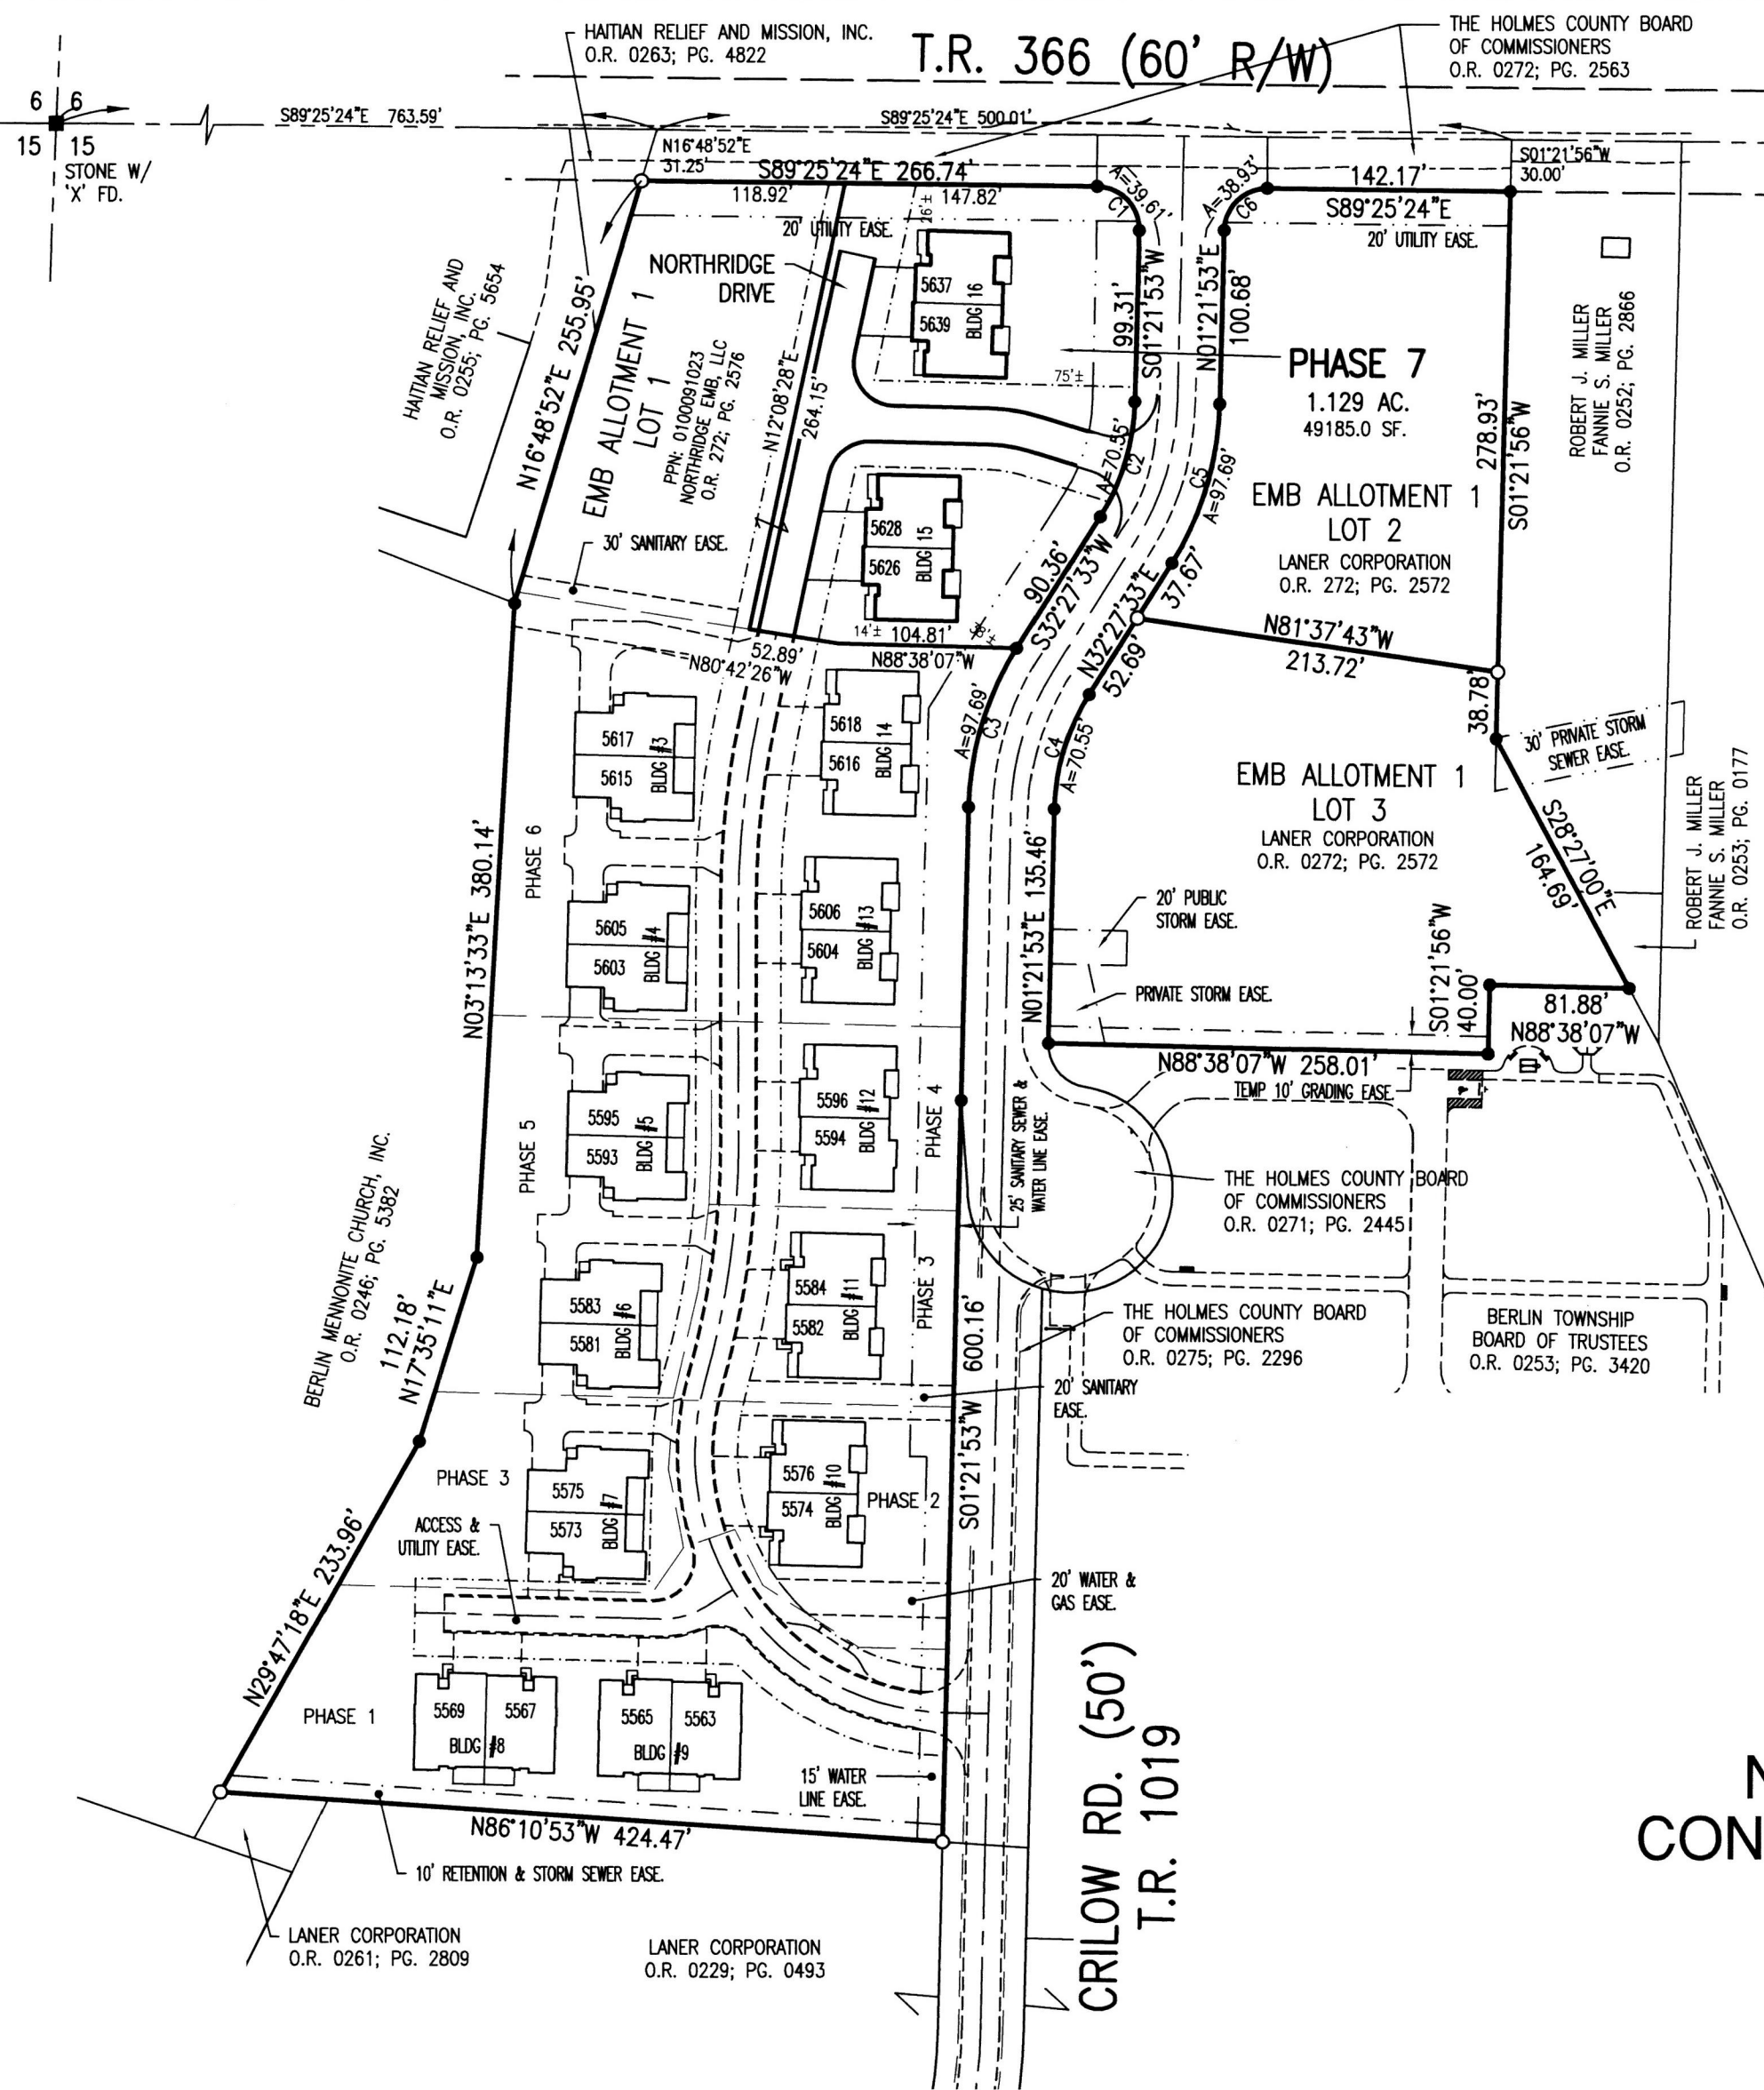 HAITIAN RELIEF AND MISSION, INC.
O.R. 0263; PG. 4822
T.R. 366 (60' R/W)
THE HOLMES COUNTY BOARD
OF COMMISSIONERS
O.R. 0272; PG. 2563
6 6
15 15
STONE W/
'X' FD.
S89°25'24"E 763.59'
S89°25'24"E 500.01'
N16°48'52"E
31.25'
S89°25'24"E 266.74'
118.92'
147.82'
A=39.61'
C1
A=38.93'
C6
142.17'
S89°25'24"E
S01°21'56"W
30.00'
20' UTILITY EASE.
26'±
20' UTILITY EASE.
NORTHRIDGE
DRIVE
HAITIAN RELIEF AND
MISSION, INC.
O.R. 0255; PG. 5654
N16°48'52"E 255.95'
EMB ALLOTMENT 1
LOT 1
PPN: 0100091023
NORTHRIDGE EMB, LLC
O.R. 272; PG. 2576
N12°08'28"E
264.15'
5637
5639
BLDG 16
75'±
99.31'
S01°21'53"W
N01°21'53"E
100.68'
PHASE 7
1.129 AC.
49185.0 SF.
278.93'
S01°21'56"W
ROBERT J. MILLER
FANNIE S. MILLER
O.R. 0252; PG. 2866
A=70.55'
C2
C5
A=97.69'
EMB ALLOTMENT 1
LOT 2
LANER CORPORATION
O.R. 272; PG. 2572
30' SANITARY EASE.
5628
5626
BLDG 15
90.36'
S32°27'33"W
N32°27'33"E
37.67'
52.69'
14'± 104.81'
52.89'
N80°42'26"W
N88°38'07"W
N81°37'43"W
213.72'
38.78'
30' PRIVATE STORM
SEWER EASE.
5617
5615
BLDG #3
5618
5616
BLDG 14
A=97.69'
C3
C4
A=70.55'
EMB ALLOTMENT 1
LOT 3
LANER CORPORATION
O.R. 0272; PG. 2572
S28°27'00"E
164.69'
ROBERT J. MILLER
FANNIE S. MILLER
O.R. 0253; PG. 0177
N03°13'33"E 380.14'
PHASE 6
5605
5603
BLDG #4
5606
5604
BLDG #13
N01°21'53"E 135.46'
20' PUBLIC
STORM EASE.
PRIVATE STORM EASE.
S01°21'56"W
40.00'
81.88'
N88°38'07"W
N88°38'07"W 258.01'
TEMP 10' GRADING EASE.
PHASE 5
5595
5593
BLDG #5
5596
5594
BLDG #12
PHASE 4
25' SANITARY SEWER &
WATER LINE EASE.
THE HOLMES COUNTY BOARD
OF COMMISSIONERS
O.R. 0271; PG. 2445
BERLIN MENNONITE CHURCH, INC.
O.R. 0246; PG. 5382
112.18'
N17°35'11"E
5583
5581
BLDG #6
5584
5582
BLDG #11
PHASE 3
S01°21'53"W 600.16'
THE HOLMES COUNTY BOARD
OF COMMISSIONERS
O.R. 0275; PG. 2296
BERLIN TOWNSHIP
BOARD OF TRUSTEES
O.R. 0253; PG. 3420
20' SANITARY
EASE.
PHASE 3
5575
5573
BLDG #7
5576
5574
BLDG #10
PHASE 2
ACCESS &
UTILITY EASE.
N29°47'18"E 233.96'
20' WATER &
GAS EASE.
PHASE 1
5569
5567
BLDG #8
5565
5563
BLDG #9
15' WATER
LINE EASE.
N86°10'53"W 424.47'
10' RETENTION & STORM SEWER EASE.
CRILOW RD. (50')
T.R. 1019
LANER CORPORATION
O.R. 0261; PG. 2809
LANER CORPORATION
O.R. 0229; PG. 0493
N
CON